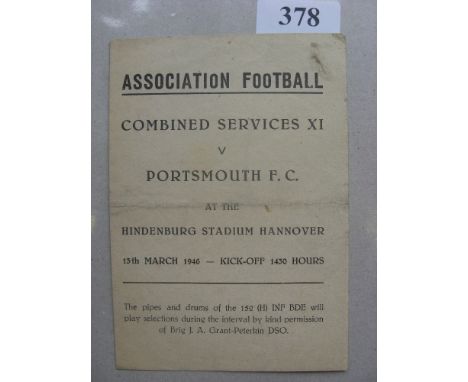 378
ASSOCIATION FOOTBALL
COMBINED SERVICES XI
V
PORTSMOUTH F. C.
AT THE
HINDENBURG STADIUM HANNOVER
13th MARCH 1946 — KICK-OFF 1430 HOURS
The pipes and drums of the 152 (H) INF BDE will
play selections during the interval by kind permission
of Brig J. A. Grant-Peterkin DSO.